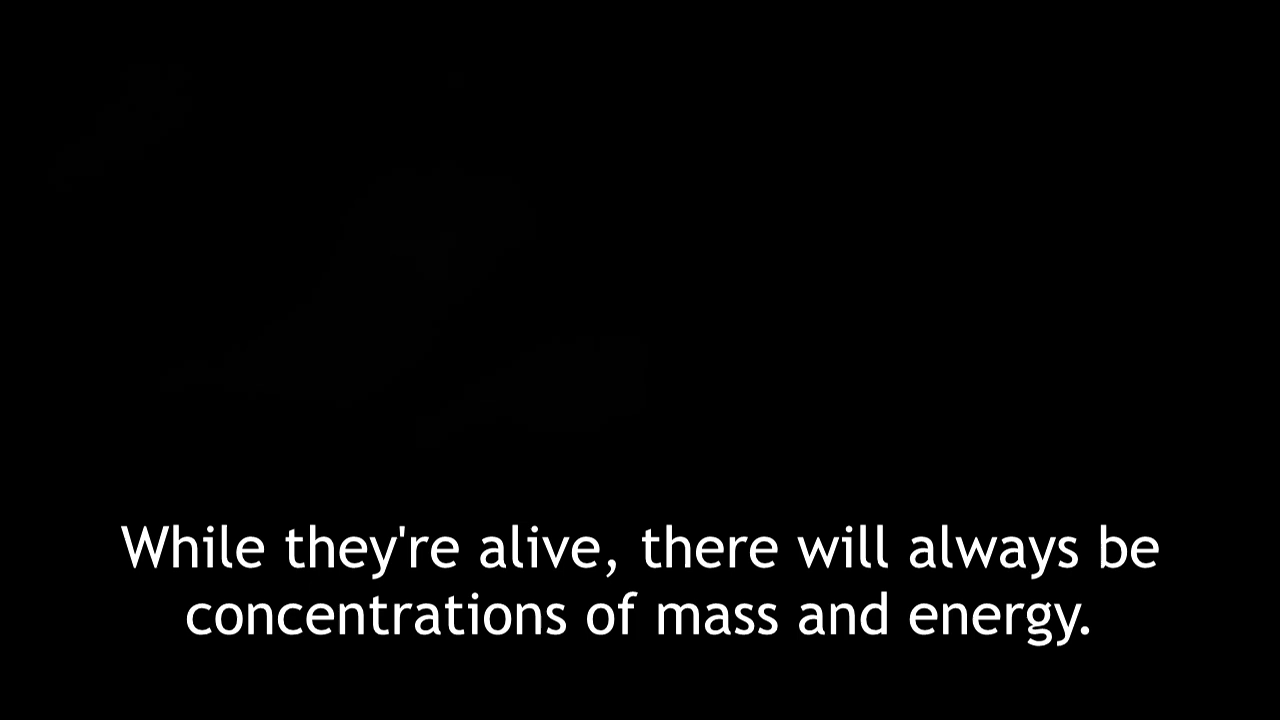 While they're alive, there will always be
concentrations of mass and energy.